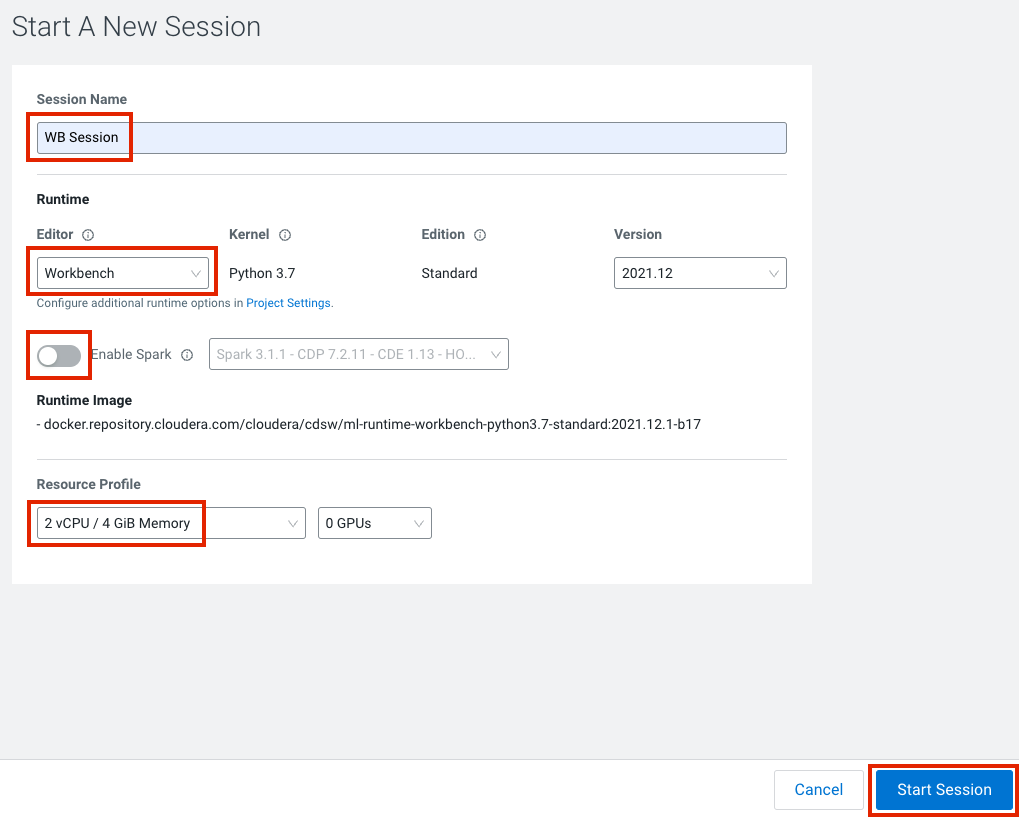 Start A New Session
Session Name
WB Session
Runtime
Editor Kernel Edition Version
Workbench Python 3.7 Standard 2021.12
Configure additional runtime options in Project Settings.
Enable Spark Spark 3.1.1 - CDP 7.2.11 - CDE 1.13 - HO...
Runtime Image
- docker.repository.cloudera.com/cloudera/cdsw/ml-runtime-workbench-python3.7-standard:2021.12.1-b17
Resource Profile
2 vCPU / 4 GiB Memory 0 GPUs
Cancel Start Session